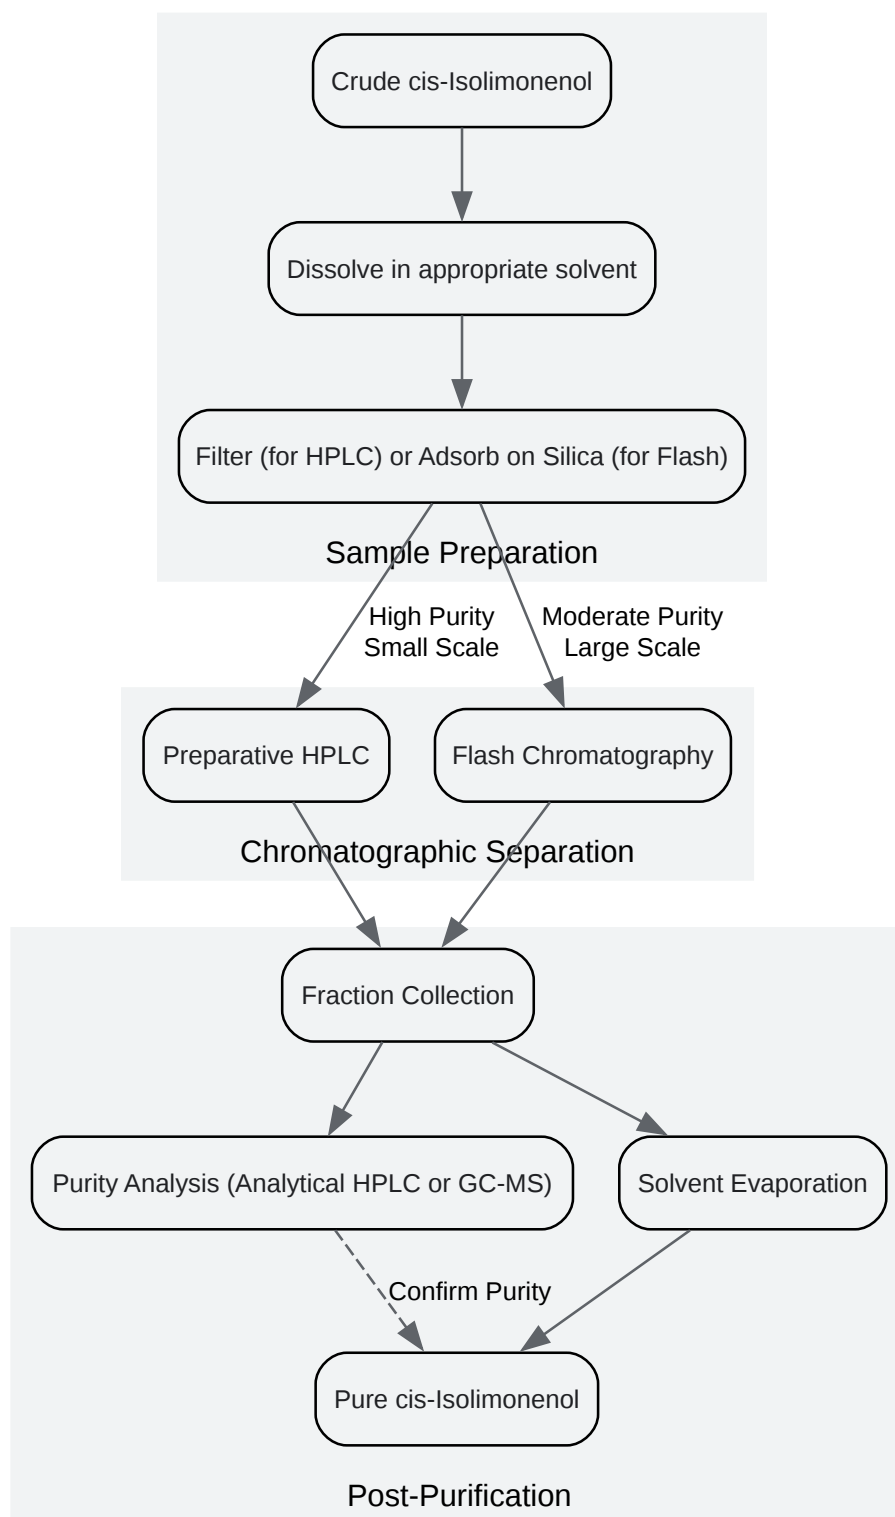 Crude cis-Isolimonenol
Dissolve in appropriate solvent
Filter (for HPLC) or Adsorb on Silica (for Flash)
Sample Preparation
High Purity
Small Scale
Moderate Purity
Large Scale
Preparative HPLC
Flash Chromatography
Chromatographic Separation
Fraction Collection
Purity Analysis (Analytical HPLC or GC-MS)
Solvent Evaporation
Confirm Purity
Pure cis-Isolimonenol
Post-Purification